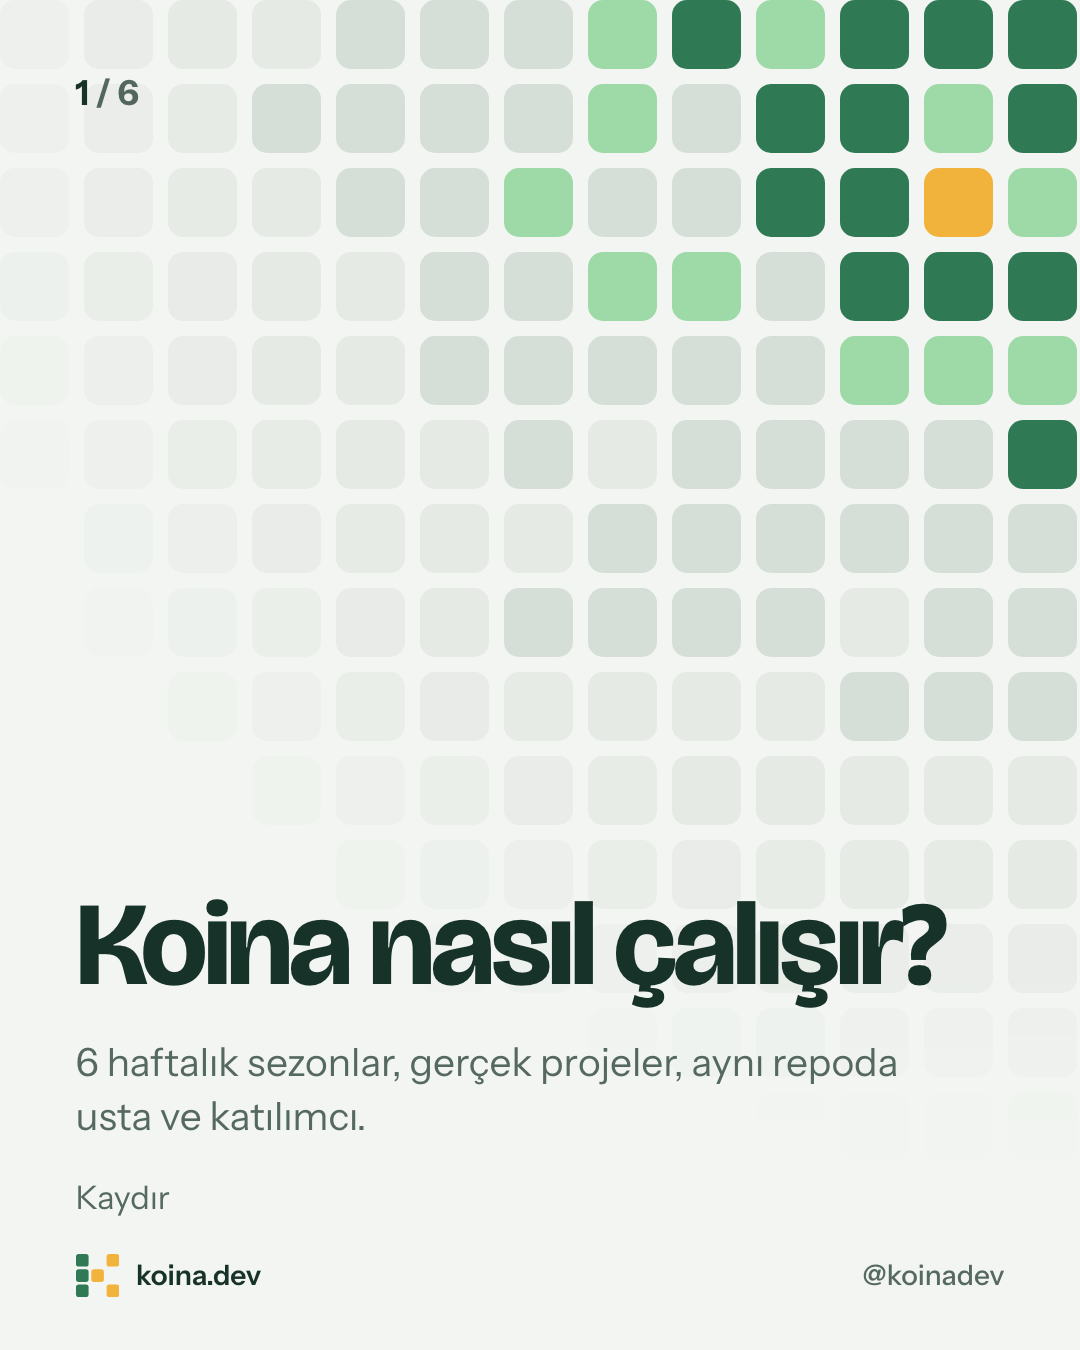 1 / 6
Koina nasıl çalışır?
6 haftalık sezonlar, gerçek projeler, aynı repoda
usta ve katılımcı.
Kaydır
koina.dev
@koinadev